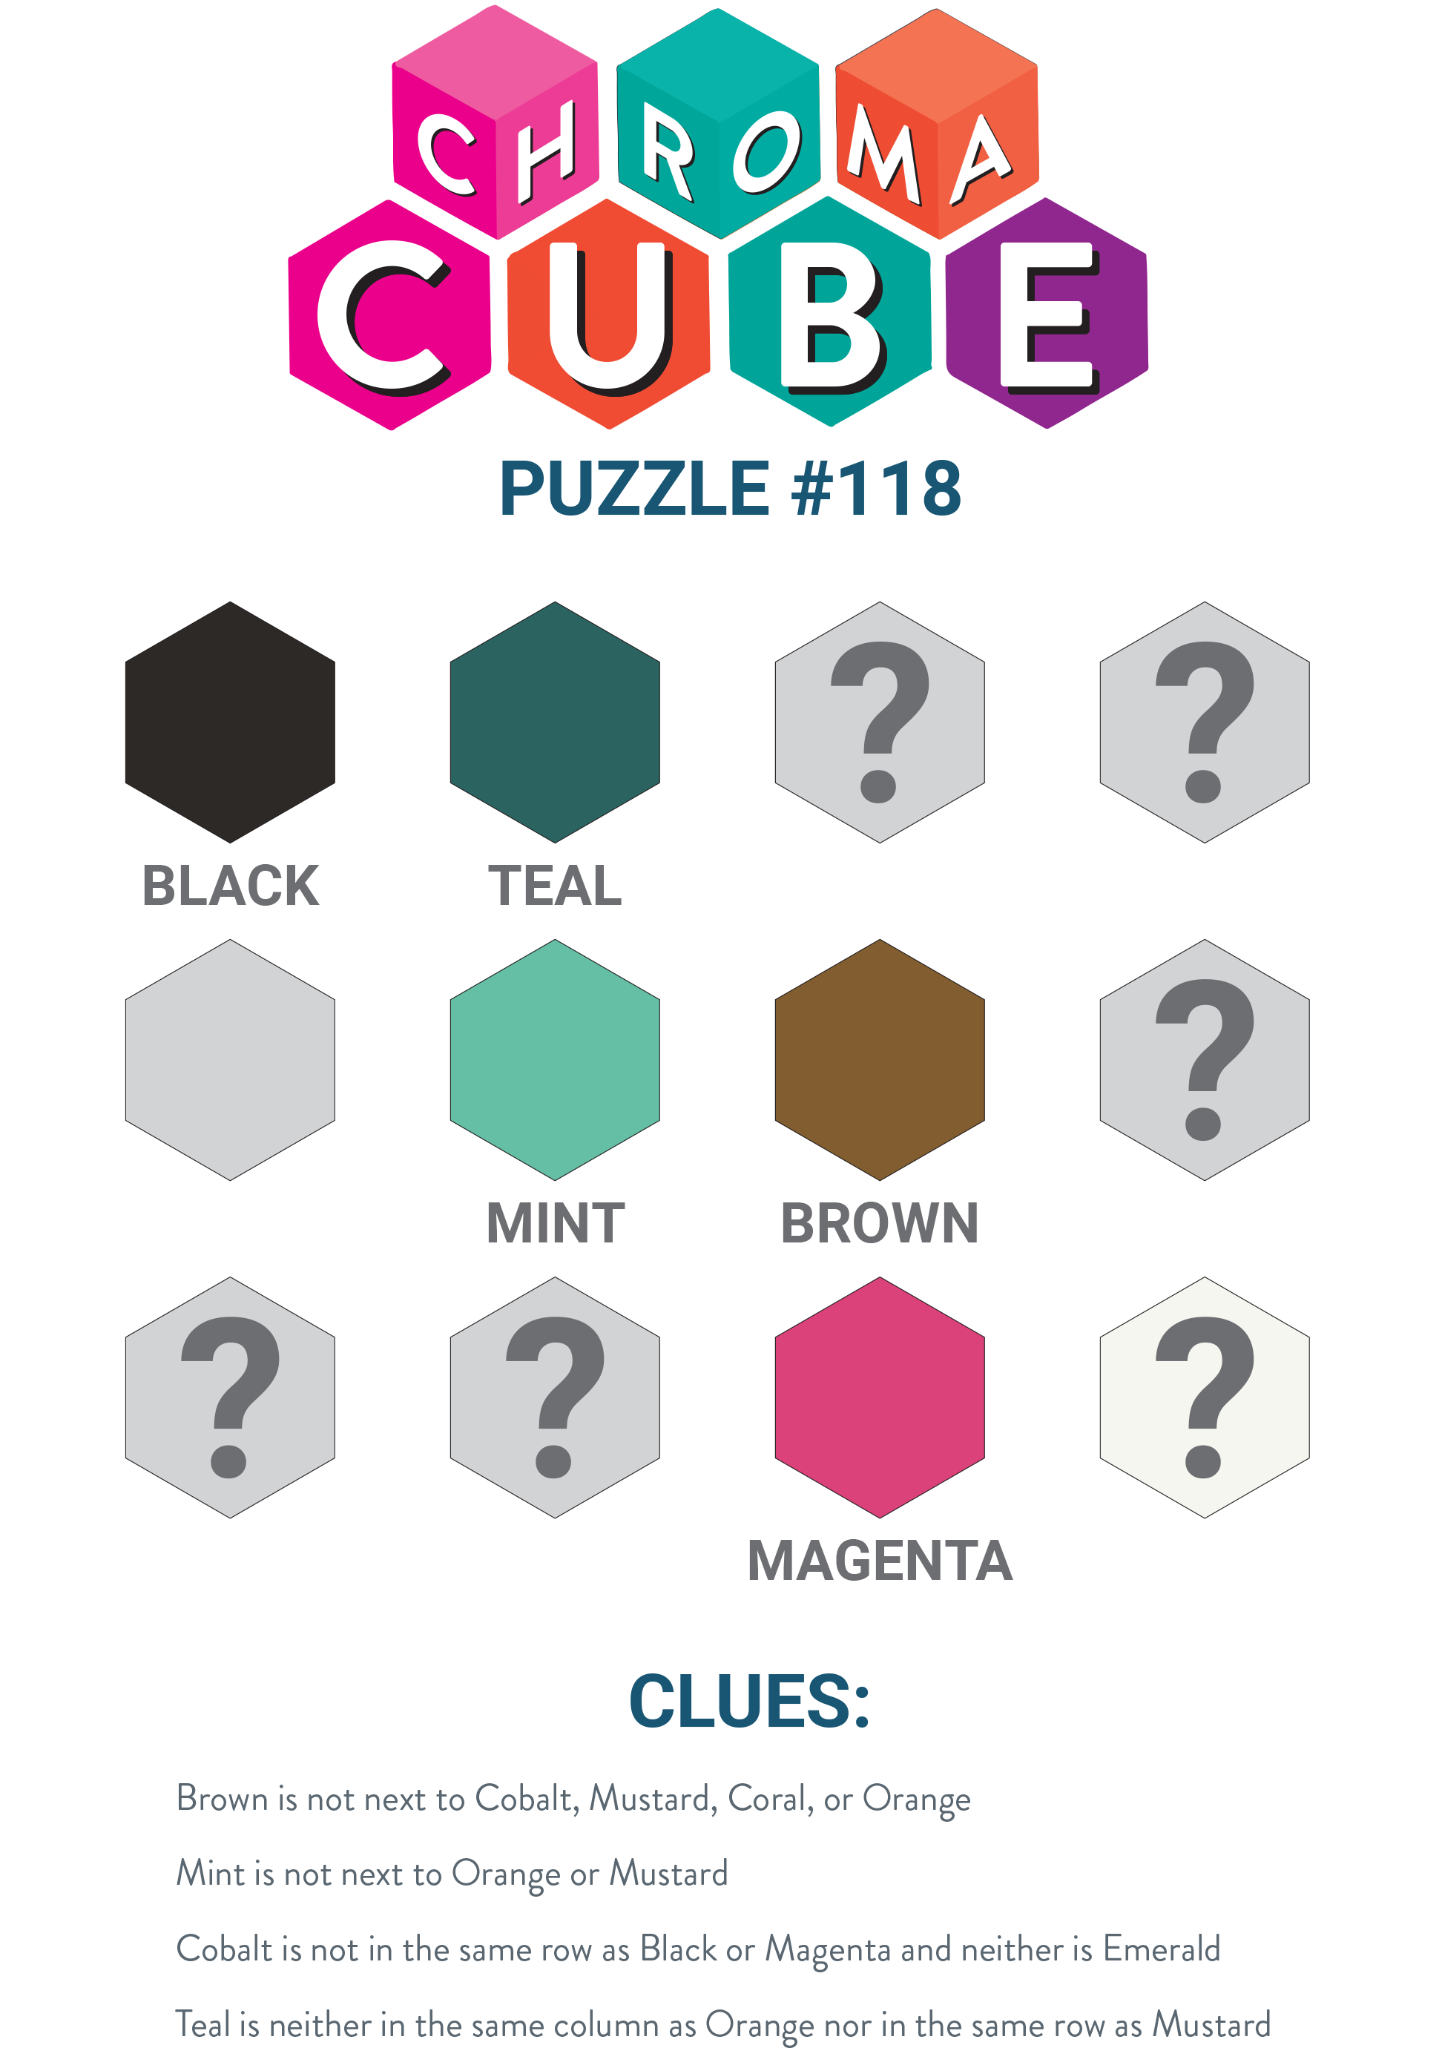 CHROMA
CUBE
PUZZLE #118
? ?
BLACK TEAL
?
MINT BROWN
? ? ?
MAGENTA
CLUES:
Brown is not next to Cobalt, Mustard, Coral, or Orange
Mint is not next to Orange or Mustard
Cobalt is not in the same row as Black or Magenta and neither is Emerald
Teal is neither in the same column as Orange nor in the same row as Mustard